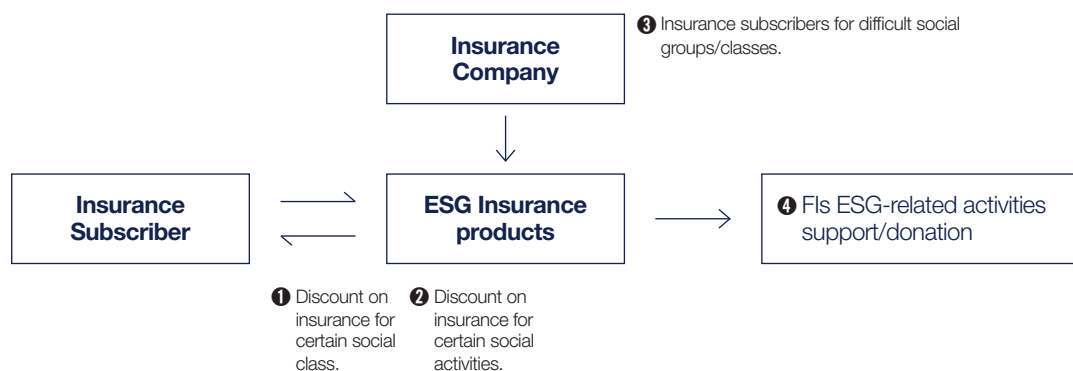 Insurance
Company
❸ Insurance subscribers for difficult social
groups/classes.
Insurance
Subscriber
ESG Insurance
products
❹ FIs ESG-related activities
support/donation
❶ Discount on
insurance for
certain social
class.
❷ Discount on
insurance for
certain social
activities.